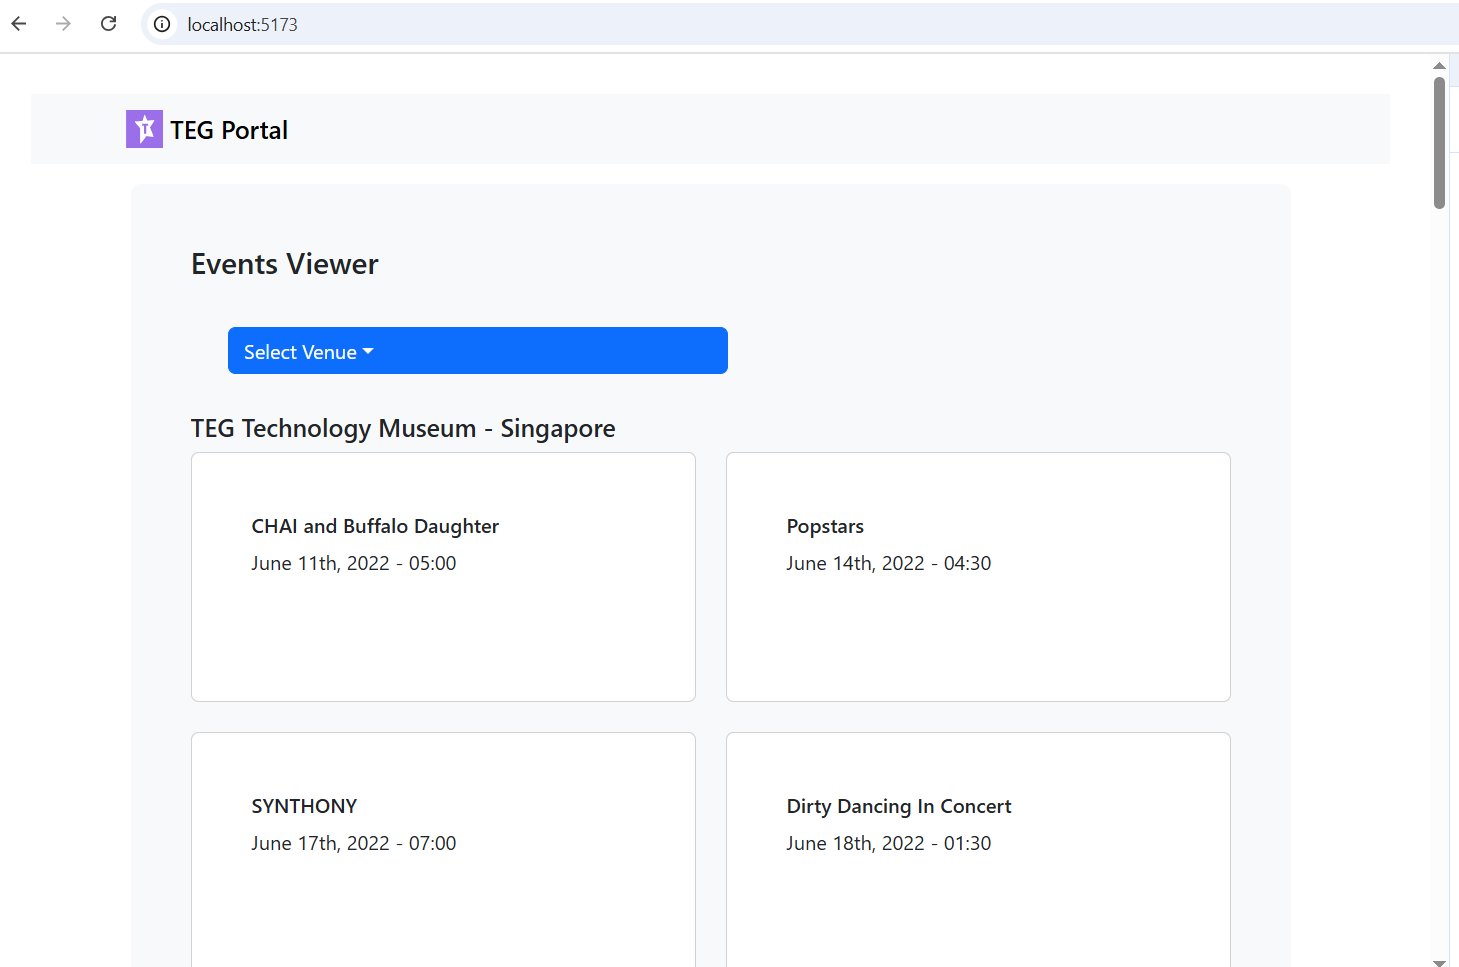 localhost:5173
TEG Portal
Events Viewer
Select Venue
TEG Technology Museum - Singapore
CHAI and Buffalo Daughter
June 11th, 2022 - 05:00
Popstars
June 14th, 2022 - 04:30
SYNTHONY
June 17th, 2022 - 07:00
Dirty Dancing In Concert
June 18th, 2022 - 01:30